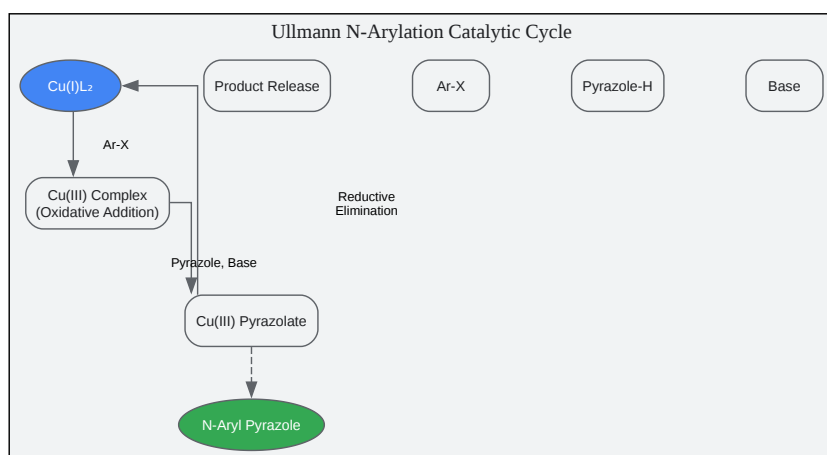 Ullmann N-Arylation Catalytic Cycle
Cu(I)L₂
Product Release
Ar-X
Pyrazole-H
Base
Ar-X
Cu(III) Complex
(Oxidative Addition)
Reductive
Elimination
Pyrazole, Base
Cu(III) Pyrazolate
N-Aryl Pyrazole